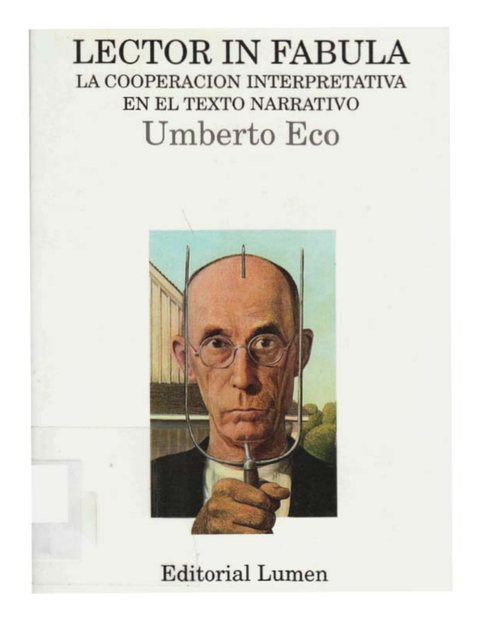 LECTOR IN FABULA
LA COOPERACION INTERPRETATIVA
EN EL TEXTO NARRATIVO
Umberto Eco
Editorial Lumen